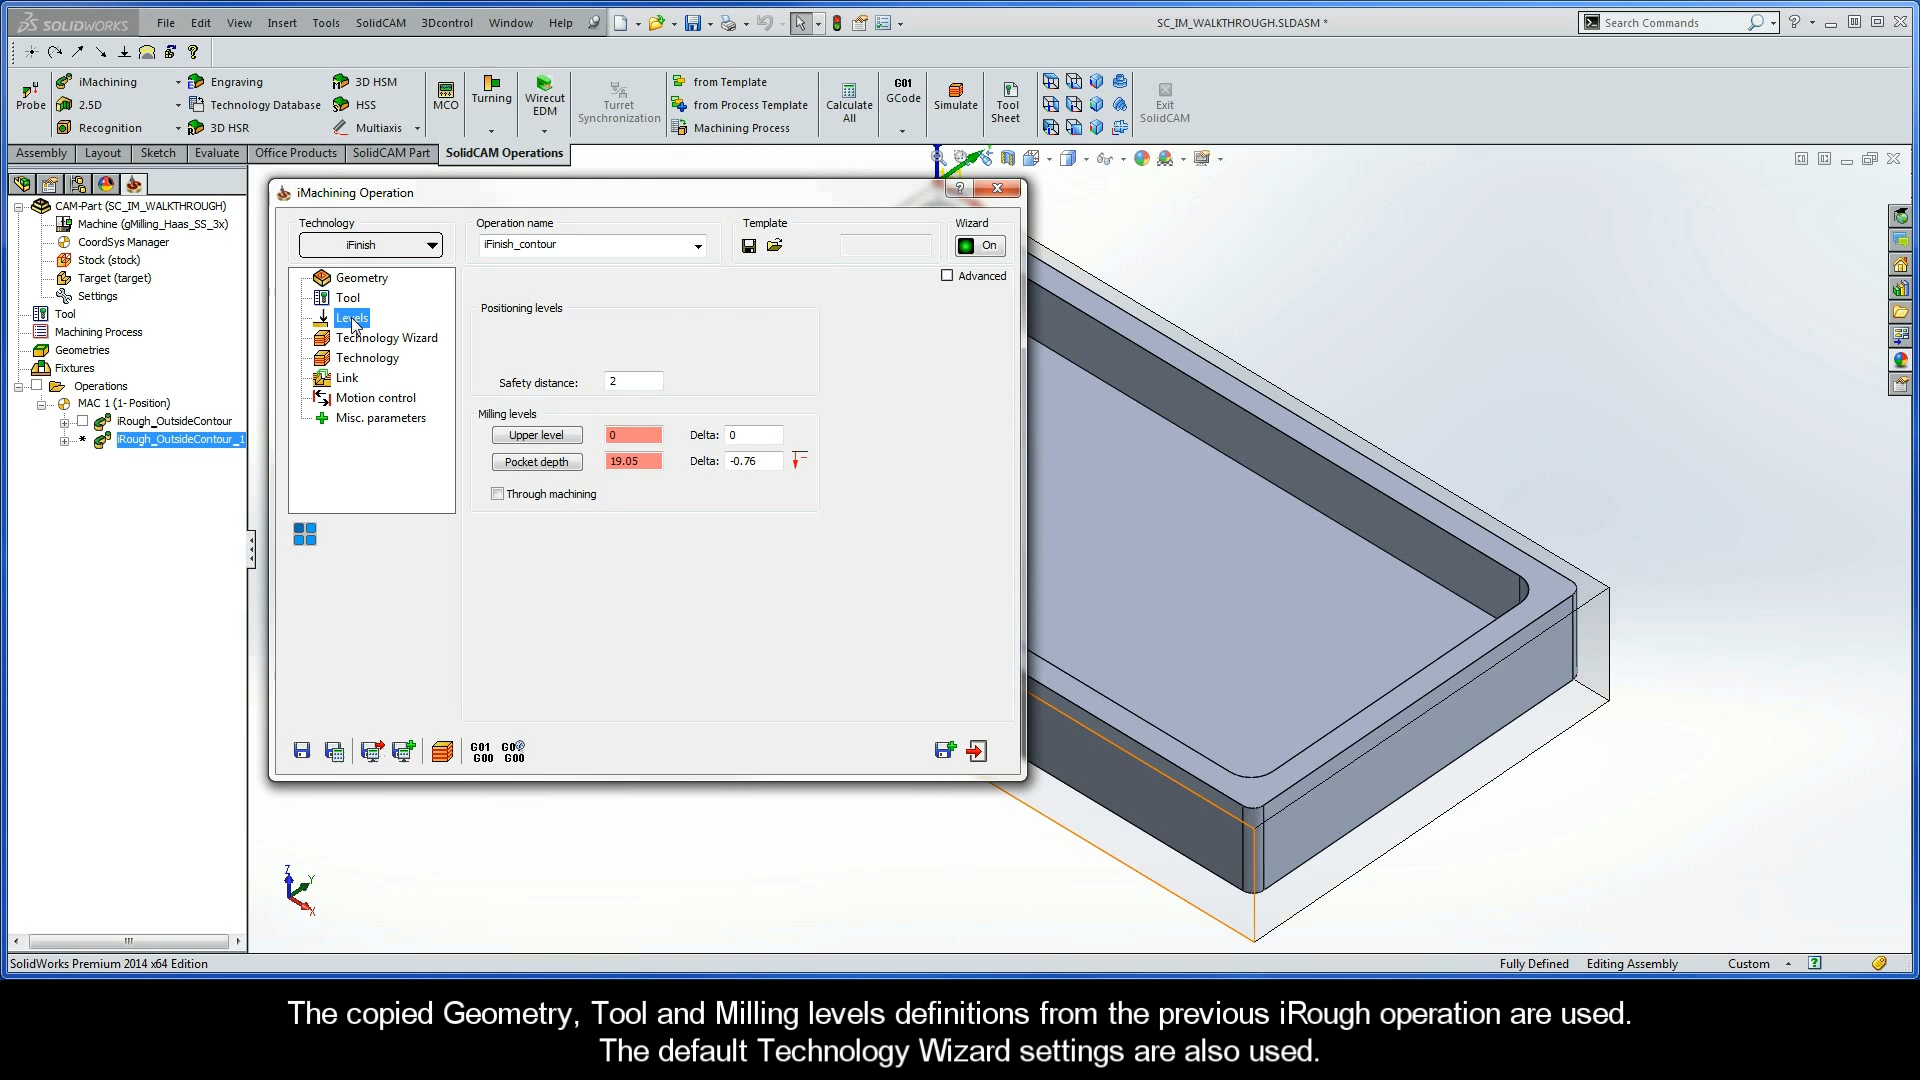 SOLIDWORKS File Edit View Insert Tools SolidCAM 3Dcontrol Window Help SC_IM_WALKTHROUGH.SLDASM * Search Commands
Probe
iMachining
2.5D
Recognition
Engraving
Technology Database
3D HSR
3D HSM
HSS
Multiaxis
MCO
Turning
Wirecut EDM
Turret Synchronization
from Template
from Process Template
Machining Process
Calculate All
G01
GCode
Simulate
Tool Sheet
Exit SolidCAM
Assembly Layout Sketch Evaluate Office Products SolidCAM Part SolidCAM Operations
CAM-Part (SC_IM_WALKTHROUGH)
Machine (gMilling_Haas_SS_3x)
CoordSys Manager
Stock (stock)
Target (target)
Settings
Tool
Machining Process
Geometries
Fixtures
Operations
MAC 1 (1- Position)
iRough_OutsideContour
* iRough_OutsideContour_1
iMachining Operation
Technology
iFinish
Operation name
iFinish_contour
Template
Wizard
On
Advanced
Geometry
Tool
Levels
Technology Wizard
Technology
Link
Motion control
Misc. parameters
Positioning levels
Safety distance: 2
Milling levels
Upper level 0 Delta: 0
Pocket depth 19.05 Delta: -0.76
Through machining
G01 G00
Z
Y
X
SolidWorks Premium 2014 x64 Edition
Fully Defined Editing Assembly Custom
The copied Geometry, Tool and Milling levels definitions from the previous iRough operation are used.
The default Technology Wizard settings are also used.